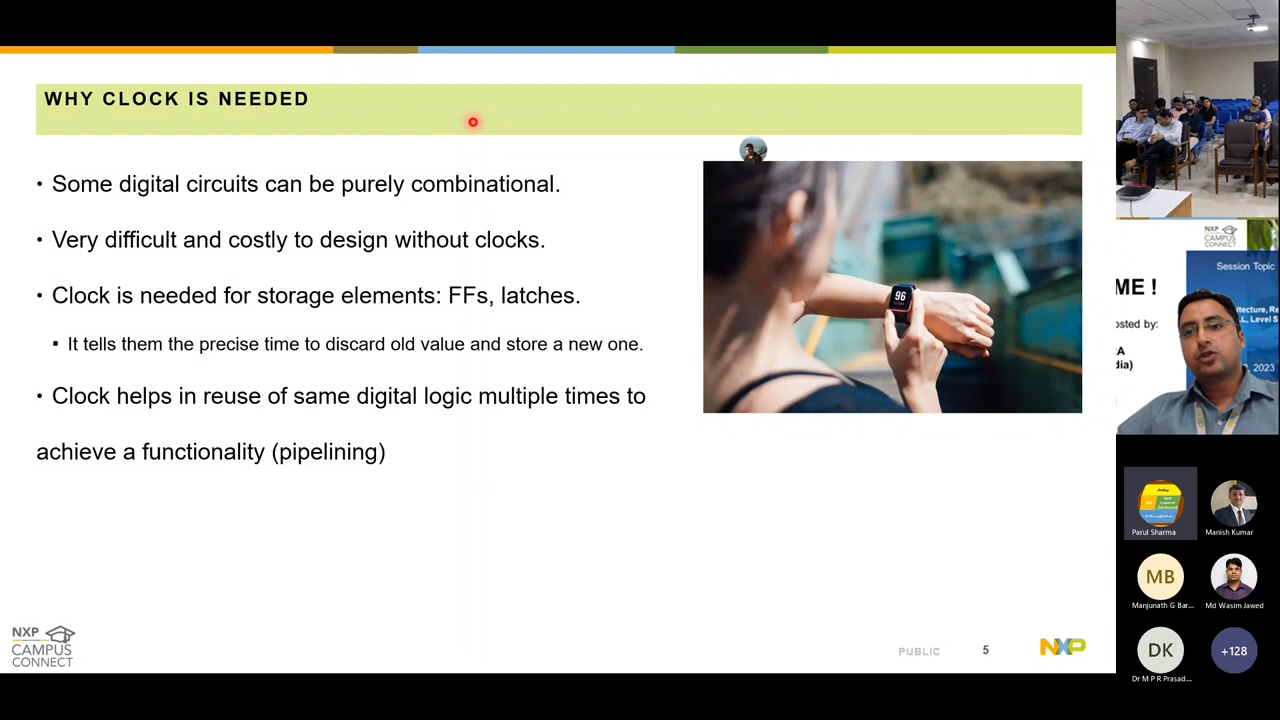 WHY CLOCK IS NEEDED
• Some digital circuits can be purely combinational.
• Very difficult and costly to design without clocks.
• Clock is needed for storage elements: FFs, latches.
▪ It tells them the precise time to discard old value and store a new one.
• Clock helps in reuse of same digital logic multiple times to
achieve a functionality (pipelining)
96
NXP
CAMPUS
CONNECT
PUBLIC
5
NXP
NXP
CAMPUS
CONNECT
Session Topic
ME !
osted by:
2023
Parul Sharma
Manish Kumar
MB
Manjunath G Bar...
Md Wasim Jawed
DK
Dr M P R Prasad...
+128